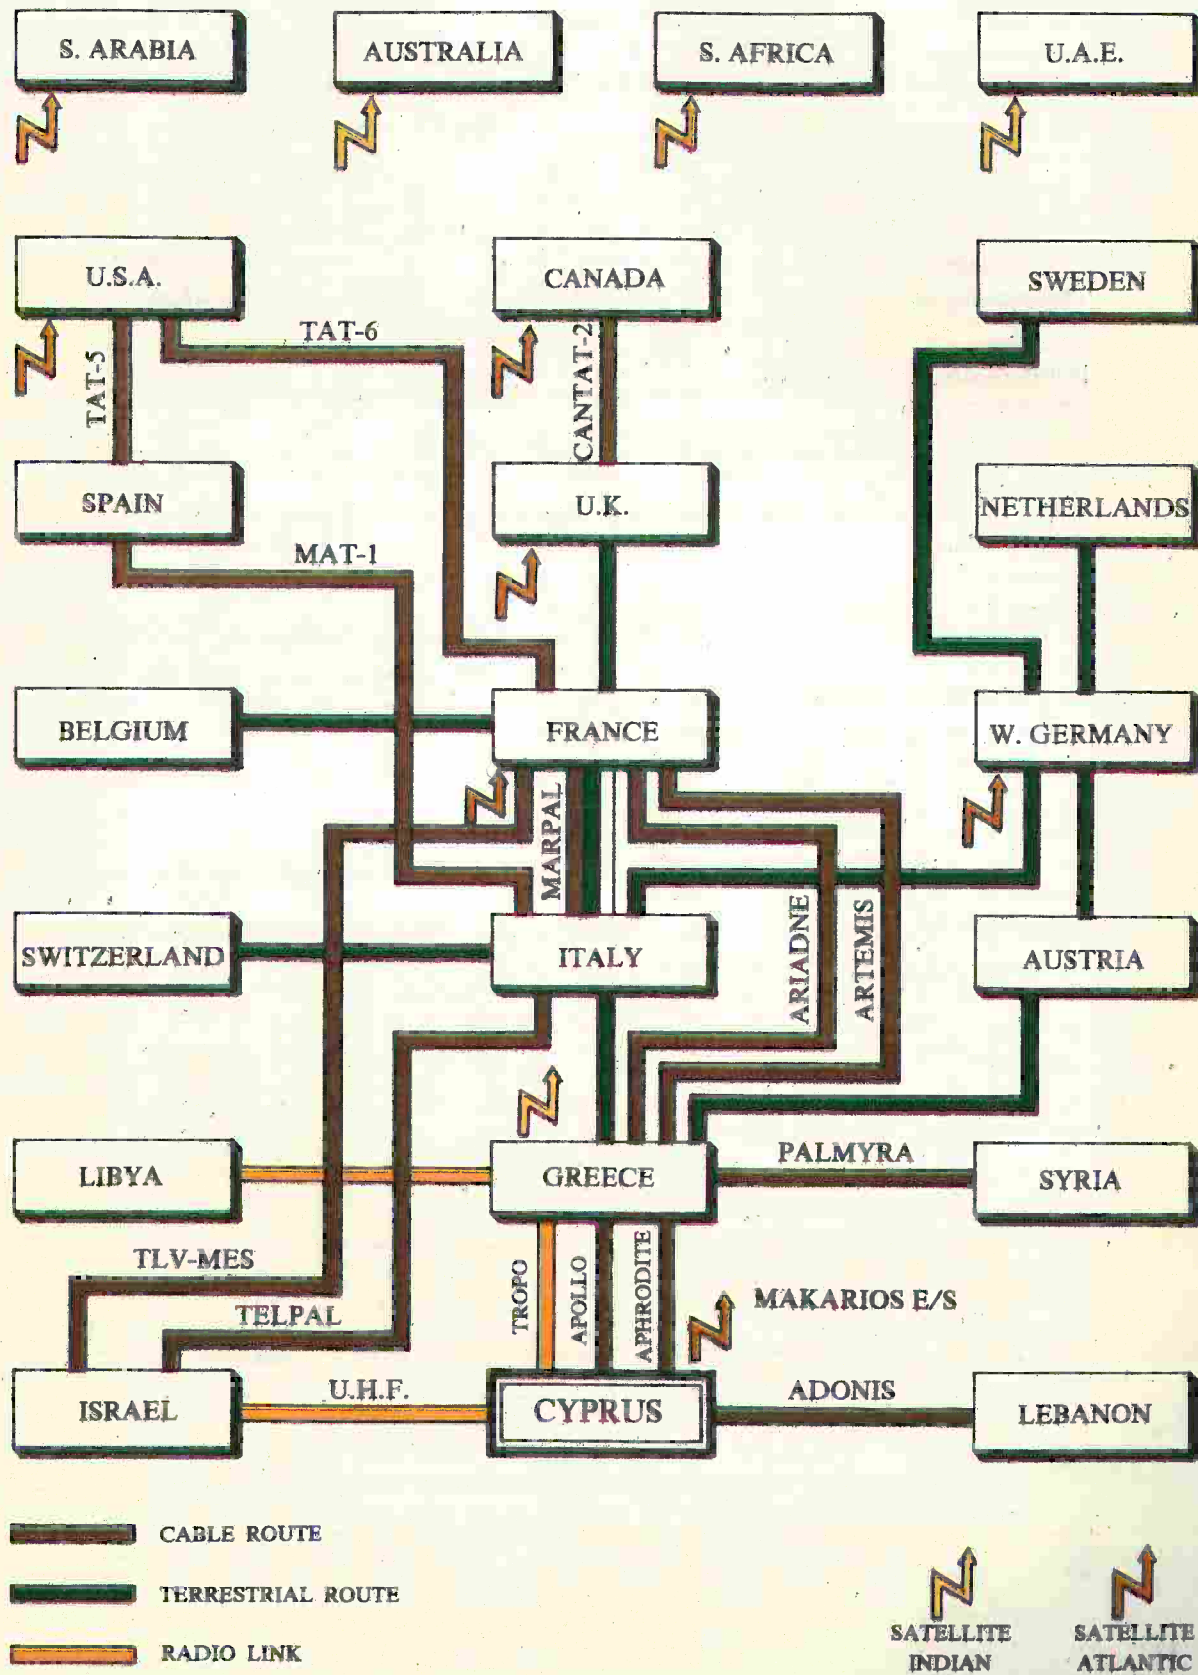 S. ARABIA
AUSTRALIA
S. AFRICA
U.A.E.
U.S.A.
CANADA
SWEDEN
TAT-6
TAT-5
CANTAT-2
SPAIN
U.K.
NETHERLANDS
MAT-1
BELGIUM
FRANCE
W. GERMANY
MARPAL
SWITZERLAND
ITALY
ARIADNE
ARTEMIS
AUSTRIA
LIBYA
GREECE
PALMYRA
SYRIA
TLV-MES
TELPAL
TROPO
APOLLO
APHRODITE
MAKARIOS E/S
ISRAEL
U.H.F.
CYPRUS
ADONIS
LEBANON
CABLE ROUTE
TERRESTRIAL ROUTE
RADIO LINK
SATELLITE
INDIAN
SATELLITE
ATLANTIC